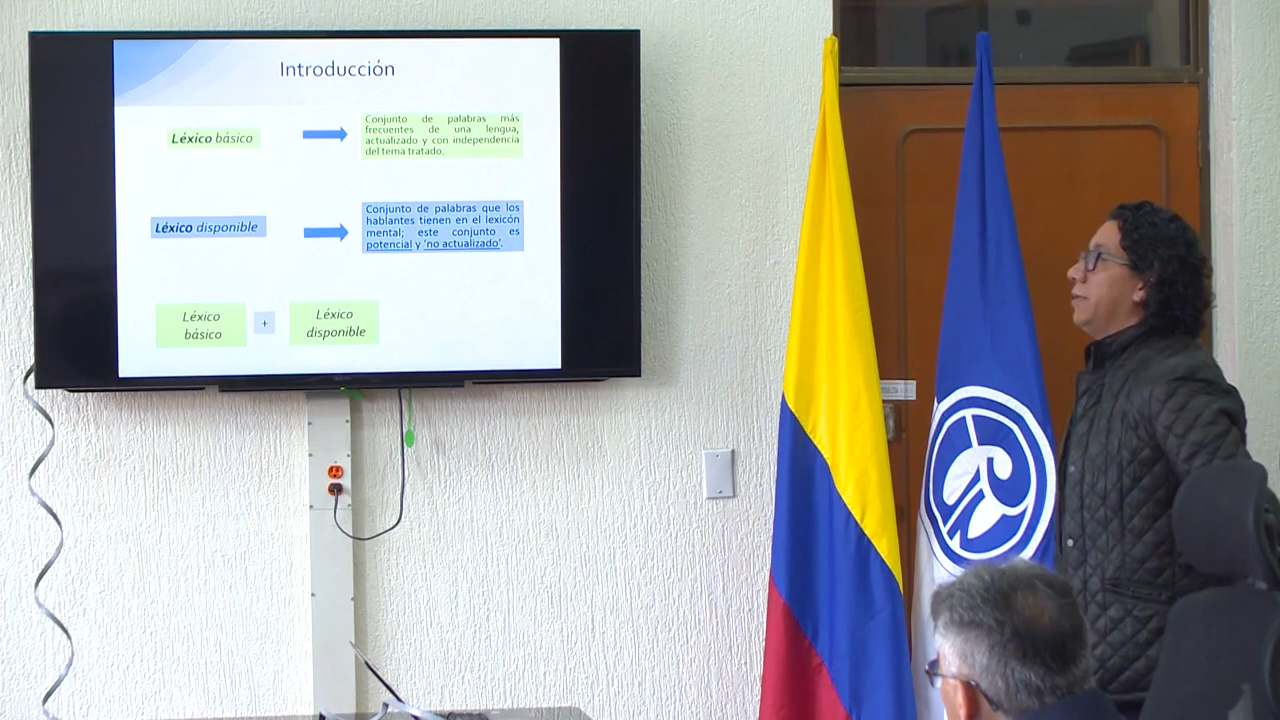 Introducción
Léxico básico
Conjunto de palabras más
frecuentes de una lengua,
actualizado y con independencia
del tema tratado.
Léxico disponible
Conjunto de palabras que los
hablantes tienen en el lexicón
mental; este conjunto es
potencial y ‘no actualizado’.
Léxico
básico
+
Léxico
disponible